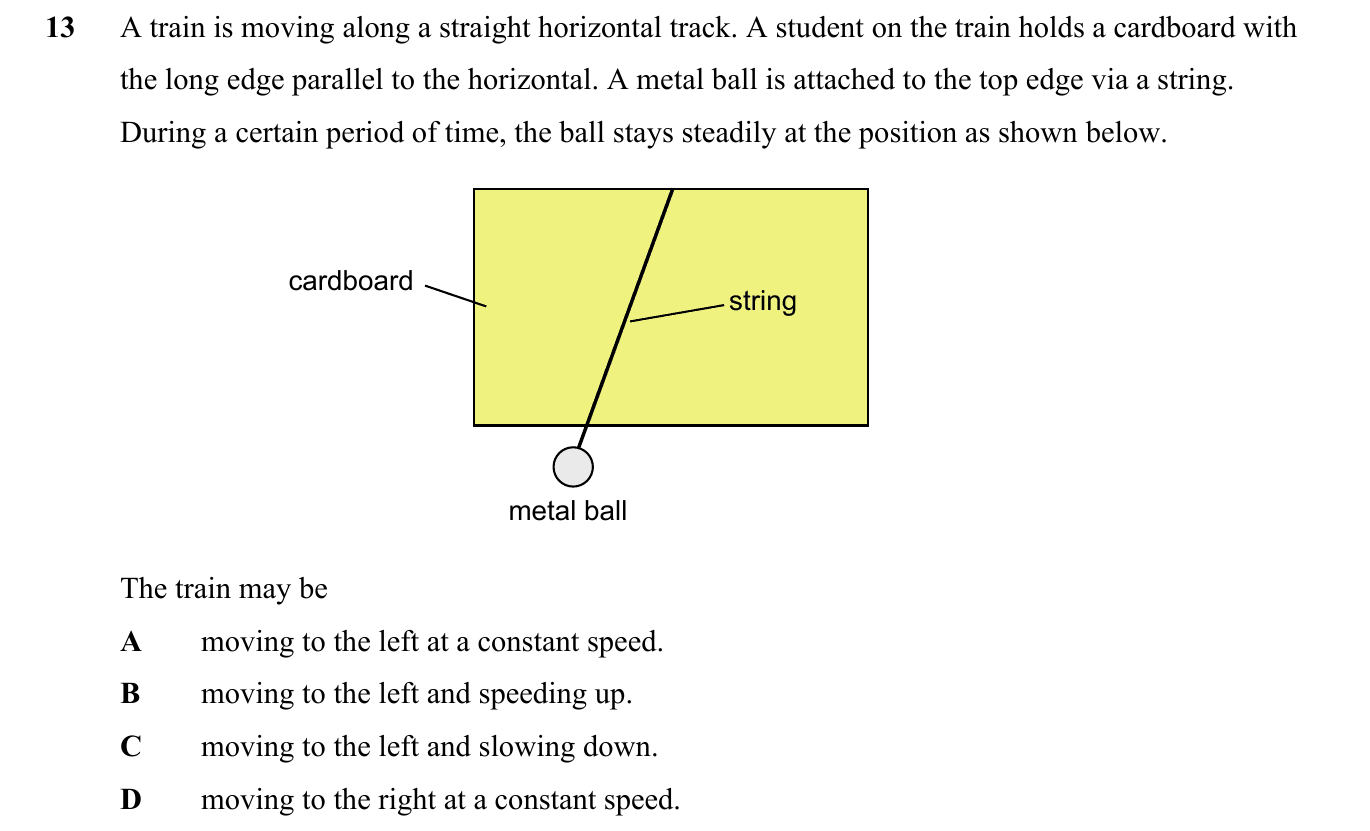 13 A train is moving along a straight horizontal track. A student on the train holds a cardboard with
the long edge parallel to the horizontal. A metal ball is attached to the top edge via a string.
During a certain period of time, the ball stays steadily at the position as shown below.
cardboard
string
metal ball
The train may be
A moving to the left at a constant speed.
B moving to the left and speeding up.
C moving to the left and slowing down.
D moving to the right at a constant speed.